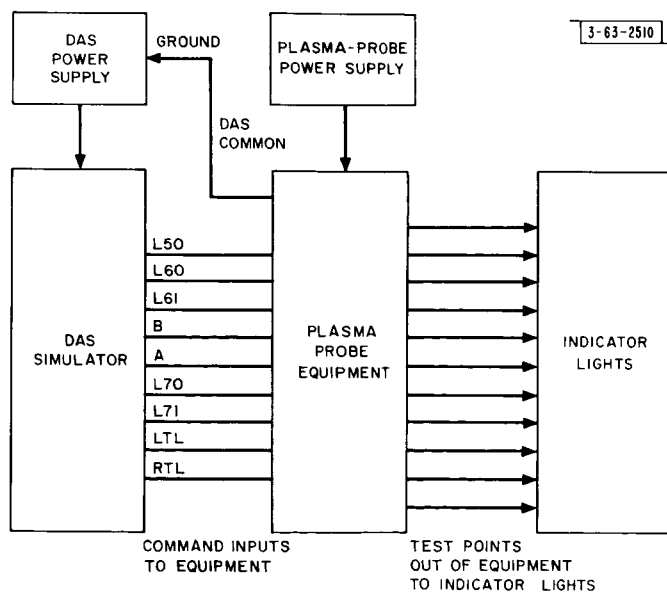 DAS
POWER
SUPPLY
GROUND
PLASMA-PROBE
POWER SUPPLY
3-63-2510
DAS
COMMON
L50
L60
L61
B
A
L70
L71
LTL
RTL
DAS
SIMULATOR
PLASMA
PROBE
EQUIPMENT
INDICATOR
LIGHTS
COMMAND INPUTS
TO EQUIPMENT
TEST POINTS
OUT OF EQUIPMENT
TO INDICATOR LIGHTS